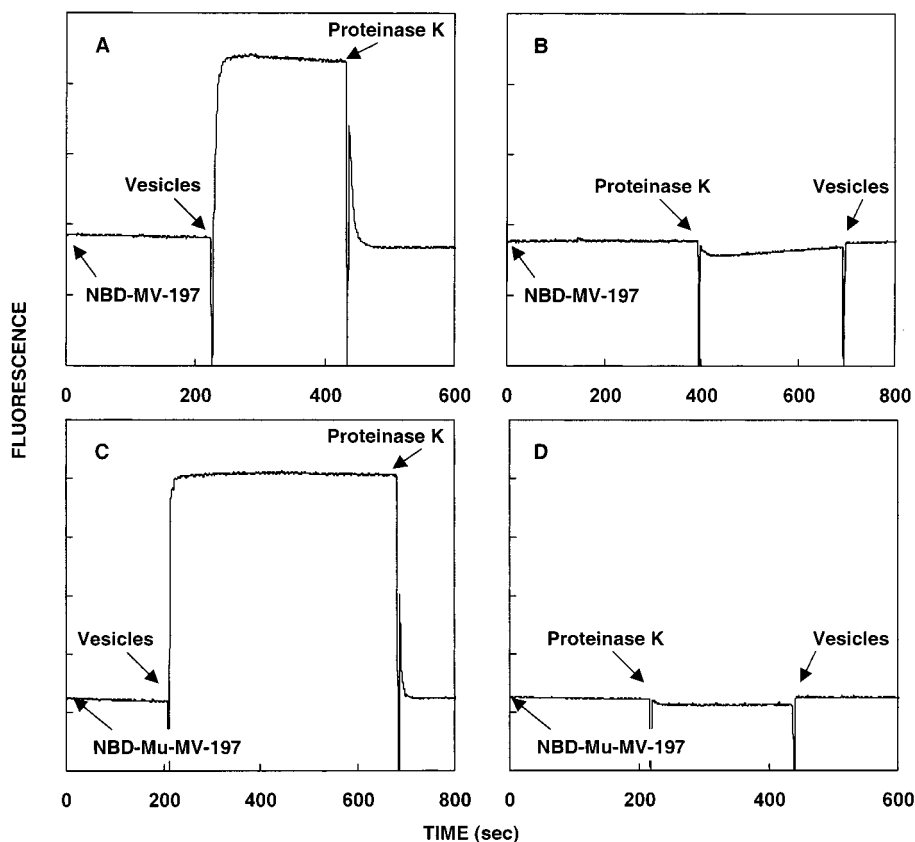 FLUORESCENCE
A
Proteinase K
Vesicles
NBD-MV-197
0 200 400 600
B
Proteinase K
Vesicles
NBD-MV-197
0 200 400 600 800
C
Proteinase K
Vesicles
NBD-Mu-MV-197
0 200 400 600 800
D
Proteinase K
Vesicles
NBD-Mu-MV-197
0 200 400 600
TIME (sec)